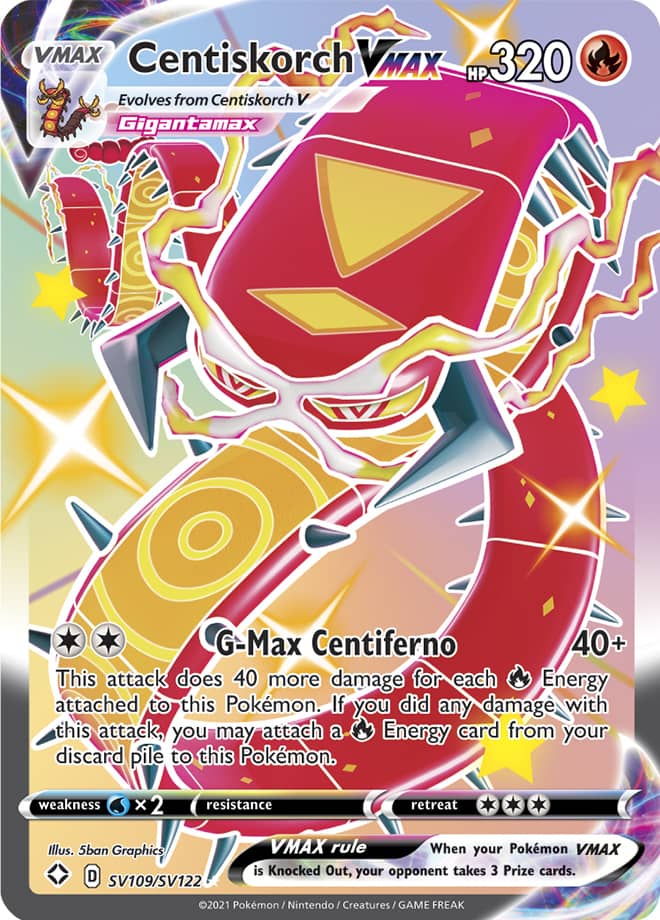 VMAX
Centiskorch VMAX HP 320
Evolves from Centiskorch V
Gigantamax
G-Max Centiferno 40+
This attack does 40 more damage for each Energy
attached to this Pokémon. If you did any damage with
this attack, you may attach a Energy card from your
discard pile to this Pokémon.
weakness ×2 resistance retreat
Illus. 5ban Graphics
VMAX rule When your Pokémon VMAX
is Knocked Out, your opponent takes 3 Prize cards.
D SV109/SV122
©2021 Pokémon / Nintendo / Creatures / GAME FREAK